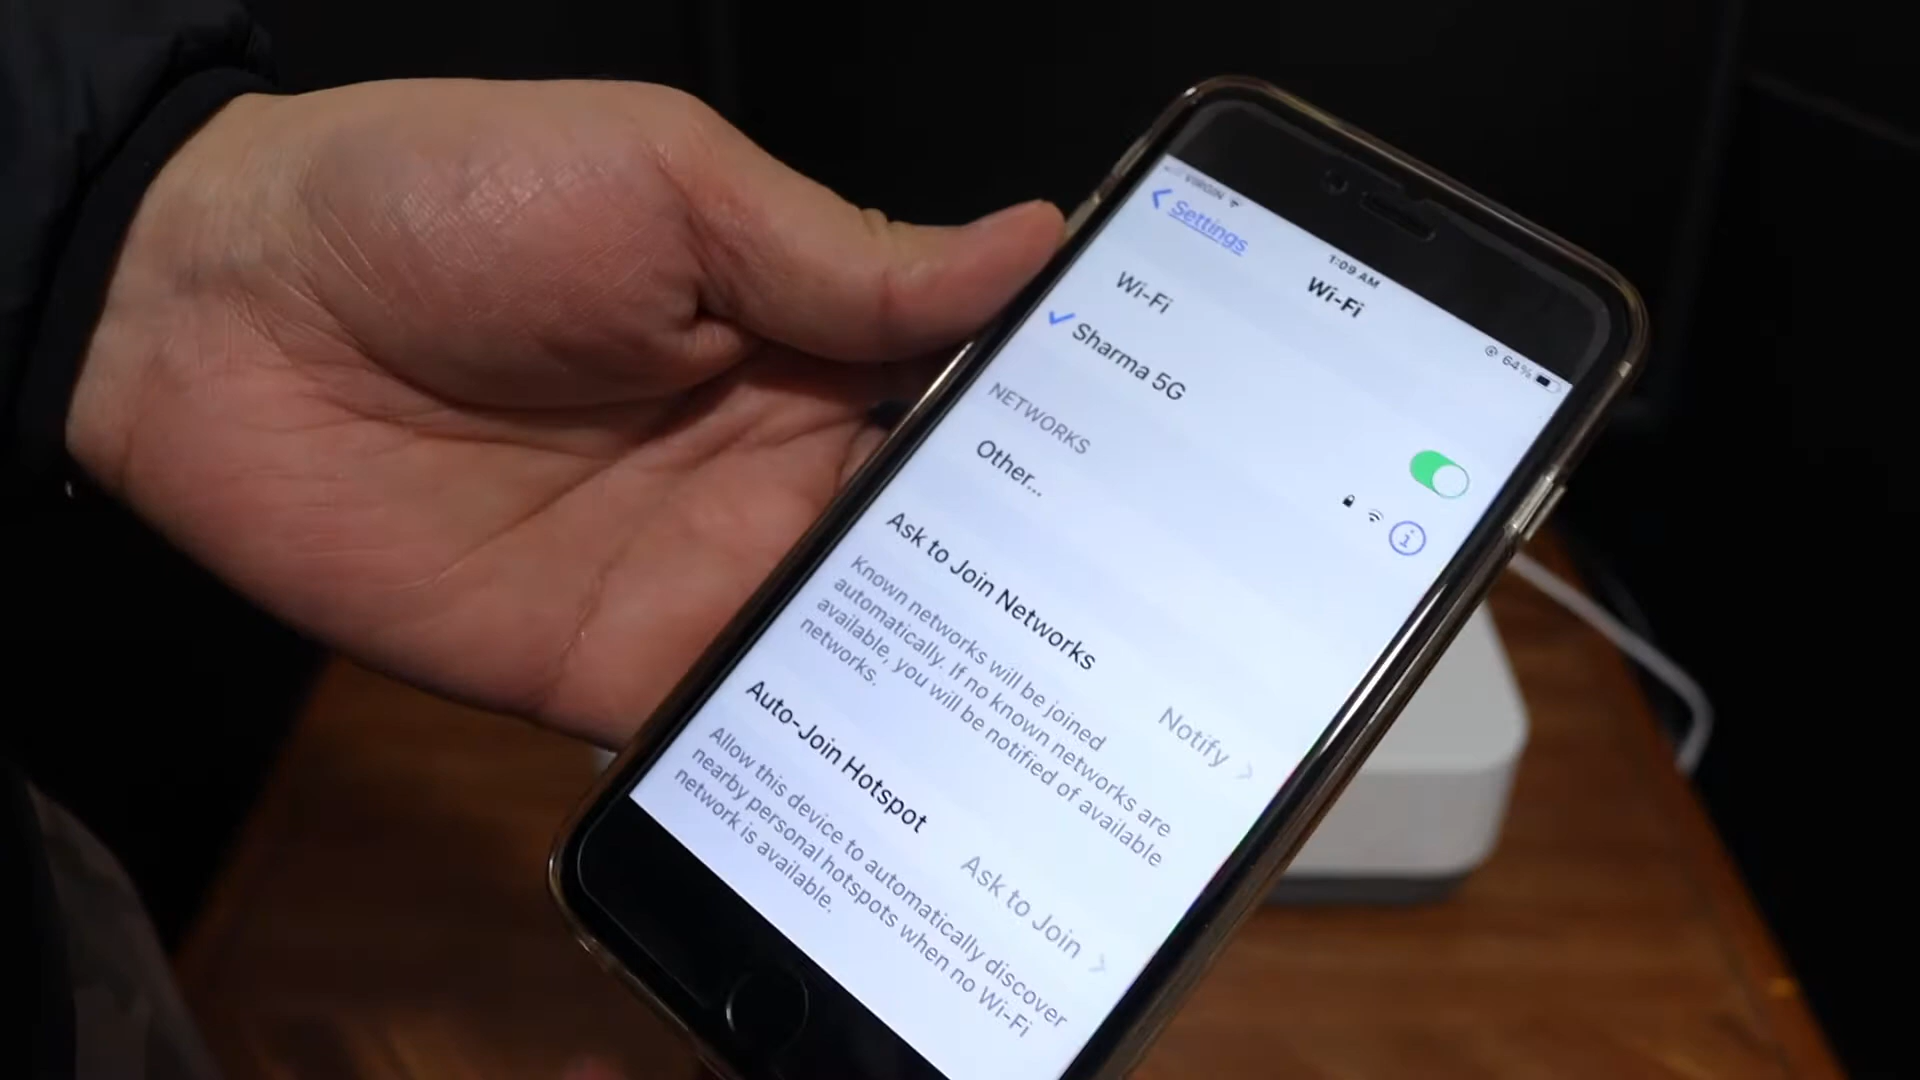 VIRGIN
1:09 AM
64%
Settings
Wi-Fi
Wi-Fi
Sharma 5G
NETWORKS
Other...
Ask to Join Networks
Notify
Known networks will be joined
automatically. If no known networks are
available, you will be notified of available
networks.
Auto-Join Hotspot
Ask to Join
Allow this device to automatically discover
nearby personal hotspots when no Wi-Fi
network is available.